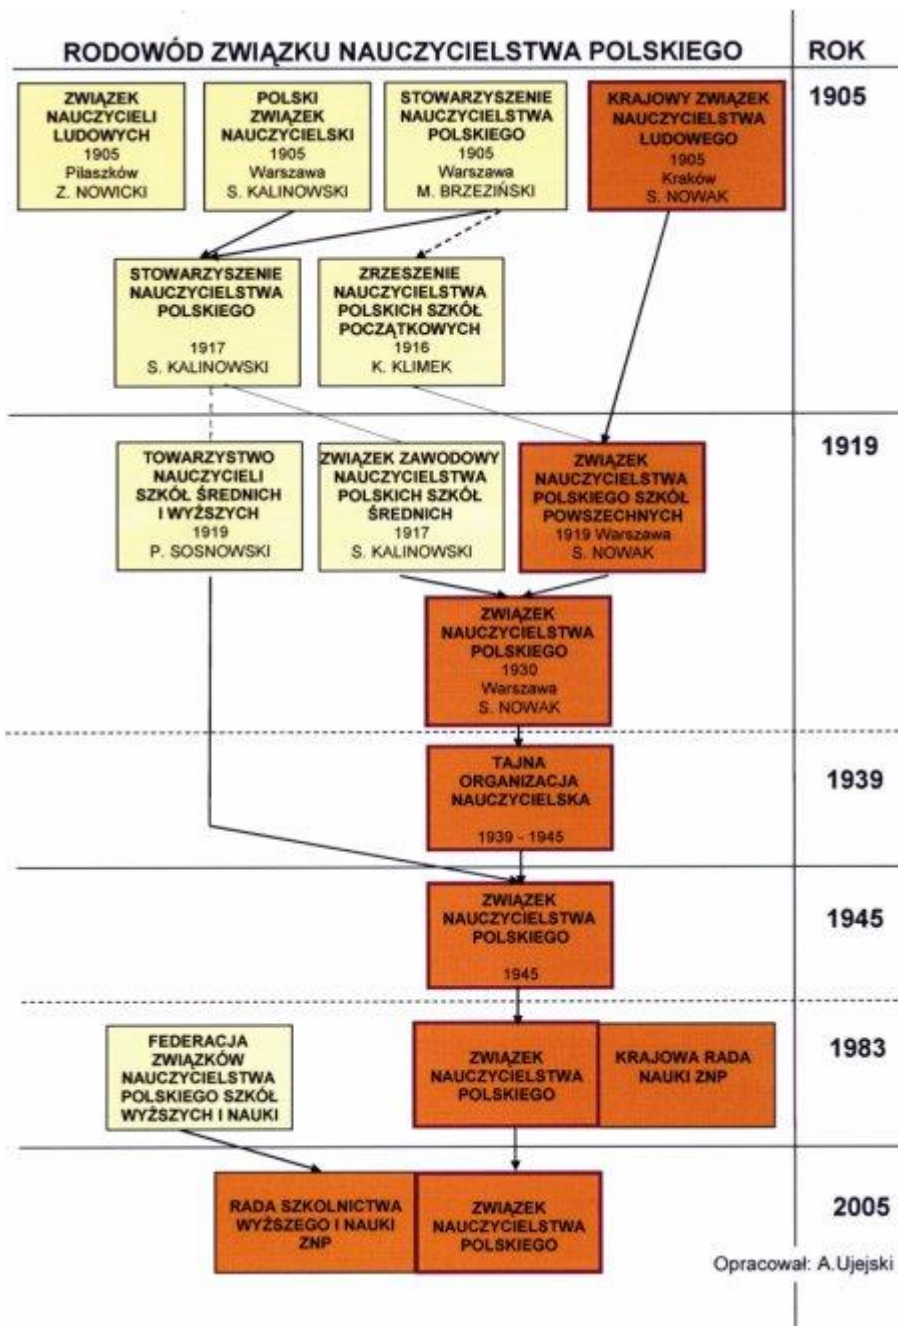 RODOWÓD ZWIĄZKU NAUCZYCIELSTWA POLSKIEGO
ROK
1905
ZWIĄZEK
NAUCZYCIELI
LUDOWYCH
1905
Pilaszków
Z. NOWICKI
POLSKI
ZWIĄZEK
NAUCZYCIELSKI
1905
Warszawa
S. KALINOWSKI
STOWARZYSZENIE
NAUCZYCIELSTWA
POLSKIEGO
1905
Warszawa
M. BRZEZIŃSKI
KRAJOWY ZWIĄZEK
NAUCZYCIELSTWA
LUDOWEGO
1905
Kraków
S. NOWAK
STOWARZYSZENIE
NAUCZYCIELSTWA
POLSKIEGO
1917
S. KALINOWSKI
ZRZESZENIE
NAUCZYCIELSTWA
POLSKICH SZKÓŁ
POCZĄTKOWYCH
1916
K. KLIMEK
1919
TOWARZYSTWO
NAUCZYCIELI
SZKÓŁ ŚREDNICH
I WYŻSZYCH
1919
P. SOSNOWSKI
ZWIĄZEK ZAWODOWY
NAUCZYCIELSTWA
POLSKICH SZKÓŁ
ŚREDNICH
1917
S. KALINOWSKI
ZWIĄZEK
NAUCZYCIELSTWA
POLSKIEGO SZKÓŁ
POWSZECHNYCH
1919 Warszawa
S. NOWAK
ZWIĄZEK
NAUCZYCIELSTWA
POLSKIEGO
1930
Warszawa
S. NOWAK
1939
TAJNA
ORGANIZACJA
NAUCZYCIELSKA
1939 - 1945
1945
ZWIĄZEK
NAUCZYCIELSTWA
POLSKIEGO
1945
1983
FEDERACJA
ZWIĄZKÓW
NAUCZYCIELSTWA
POLSKIEGO SZKÓŁ
WYŻSZYCH I NAUKI
ZWIĄZEK
NAUCZYCIELSTWA
POLSKIEGO
KRAJOWA RADA
NAUKI ZNP
2005
RADA SZKOLNICTWA
WYŻSZEGO I NAUKI
ZNP
ZWIĄZEK
NAUCZYCIELSTWA
POLSKIEGO
Opracował: A.Ujejski